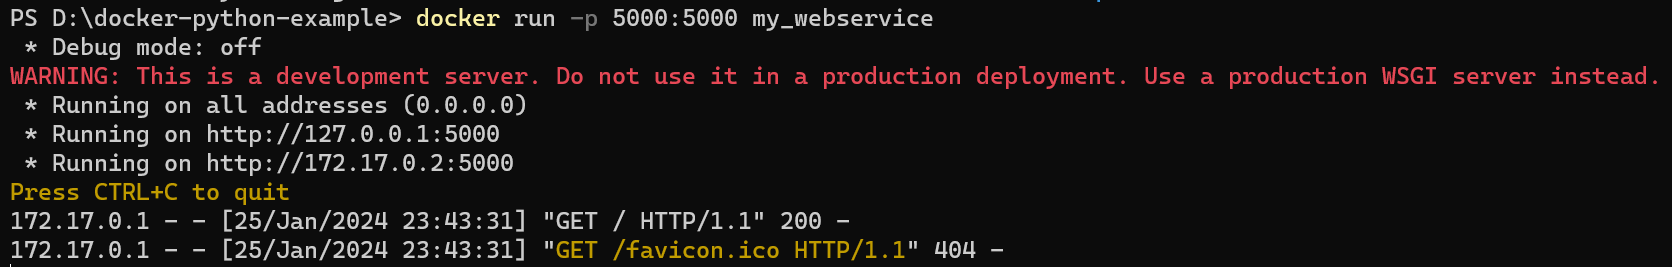 PS D:\docker-python-example> docker run -p 5000:5000 my_webservice
 * Debug mode: off
WARNING: This is a development server. Do not use it in a production deployment. Use a production WSGI server instead.
 * Running on all addresses (0.0.0.0)
 * Running on http://127.0.0.1:5000
 * Running on http://172.17.0.2:5000
Press CTRL+C to quit
172.17.0.1 - - [25/Jan/2024 23:43:31] "GET / HTTP/1.1" 200 -
172.17.0.1 - - [25/Jan/2024 23:43:31] "GET /favicon.ico HTTP/1.1" 404 -